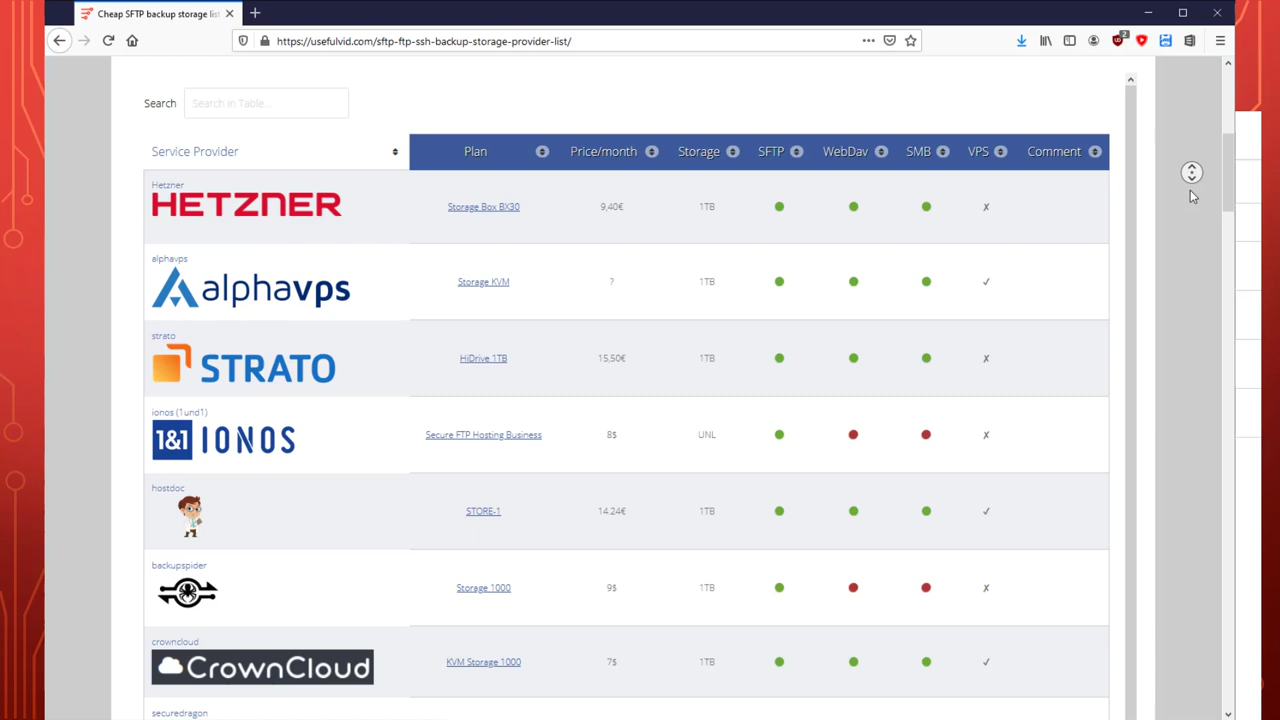 Cheap SFTP backup storage list
https://usefulvid.com/sftp-ftp-ssh-backup-storage-provider-list/
2
Search Search in Table...
Service Provider Plan Price/month Storage SFTP WebDav SMB VPS Comment
Hetzner
HETZNER Storage Box BX30 9,40€ 1TB ✗
alphavps
alphavps Storage KVM ? 1TB ✓
strato
STRATO HiDrive 1TB 15,50€ 1TB ✗
ionos (1und1)
1&1 IONOS Secure FTP Hosting Business 8$ UNL ✗
hostdoc
STORE-1 14.24€ 1TB ✓
backupspider
Storage 1000 9$ 1TB ✗
crowncloud
CrownCloud KVM Storage 1000 7$ 1TB ✓
securedragon